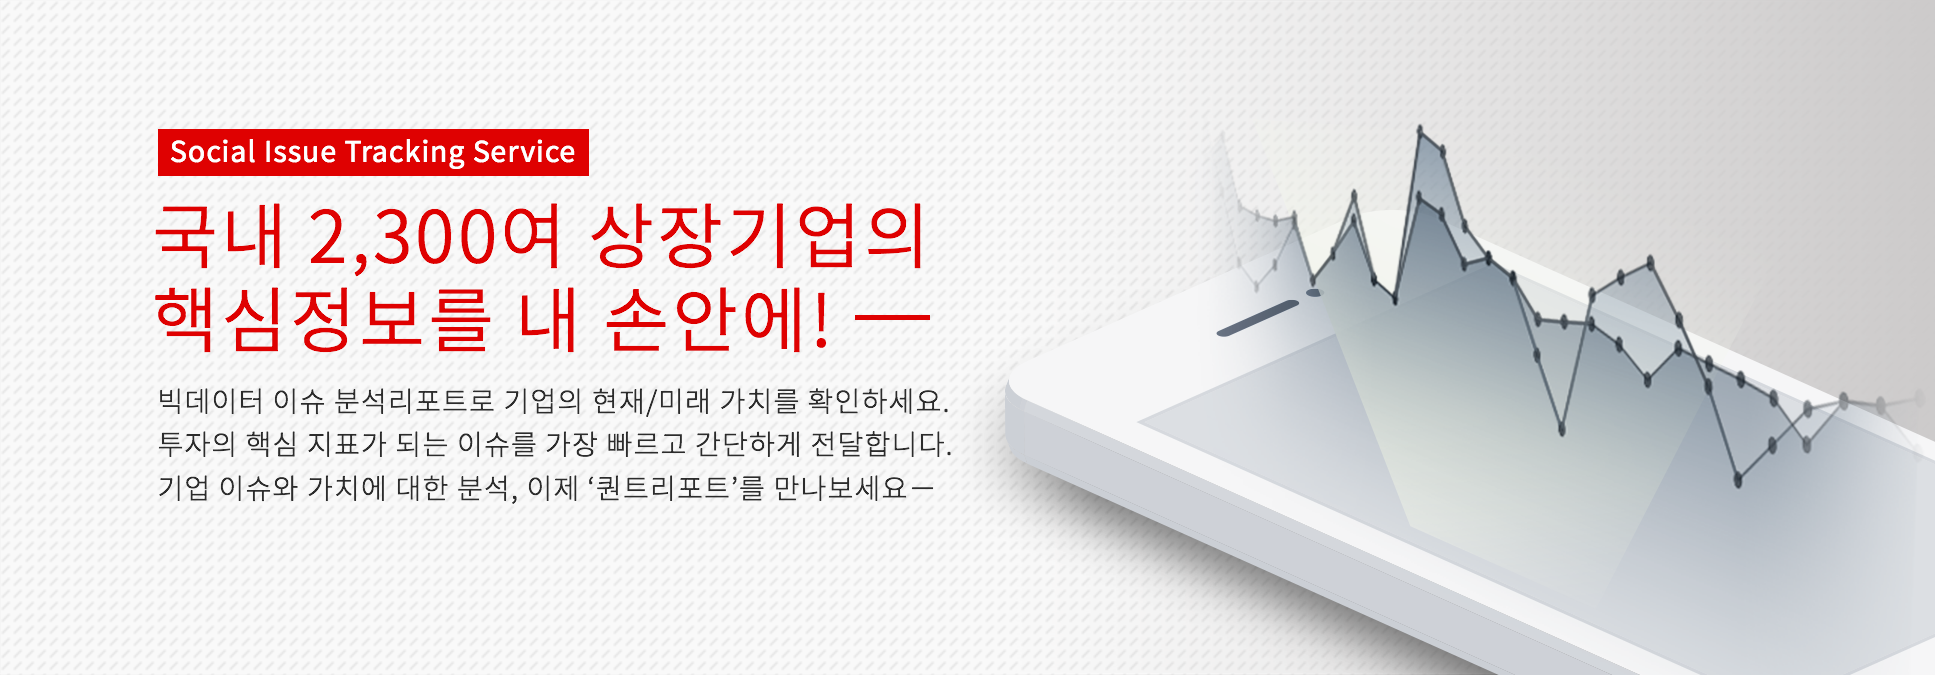 Social Issue Tracking Service
국내 2,300여 상장기업의
핵심정보를 내 손안에! ―
빅데이터 이슈 분석리포트로 기업의 현재/미래 가치를 확인하세요.
투자의 핵심 지표가 되는 이슈를 가장 빠르고 간단하게 전달합니다.
기업 이슈와 가치에 대한 분석, 이제 ‘퀀트리포트’를 만나보세요―